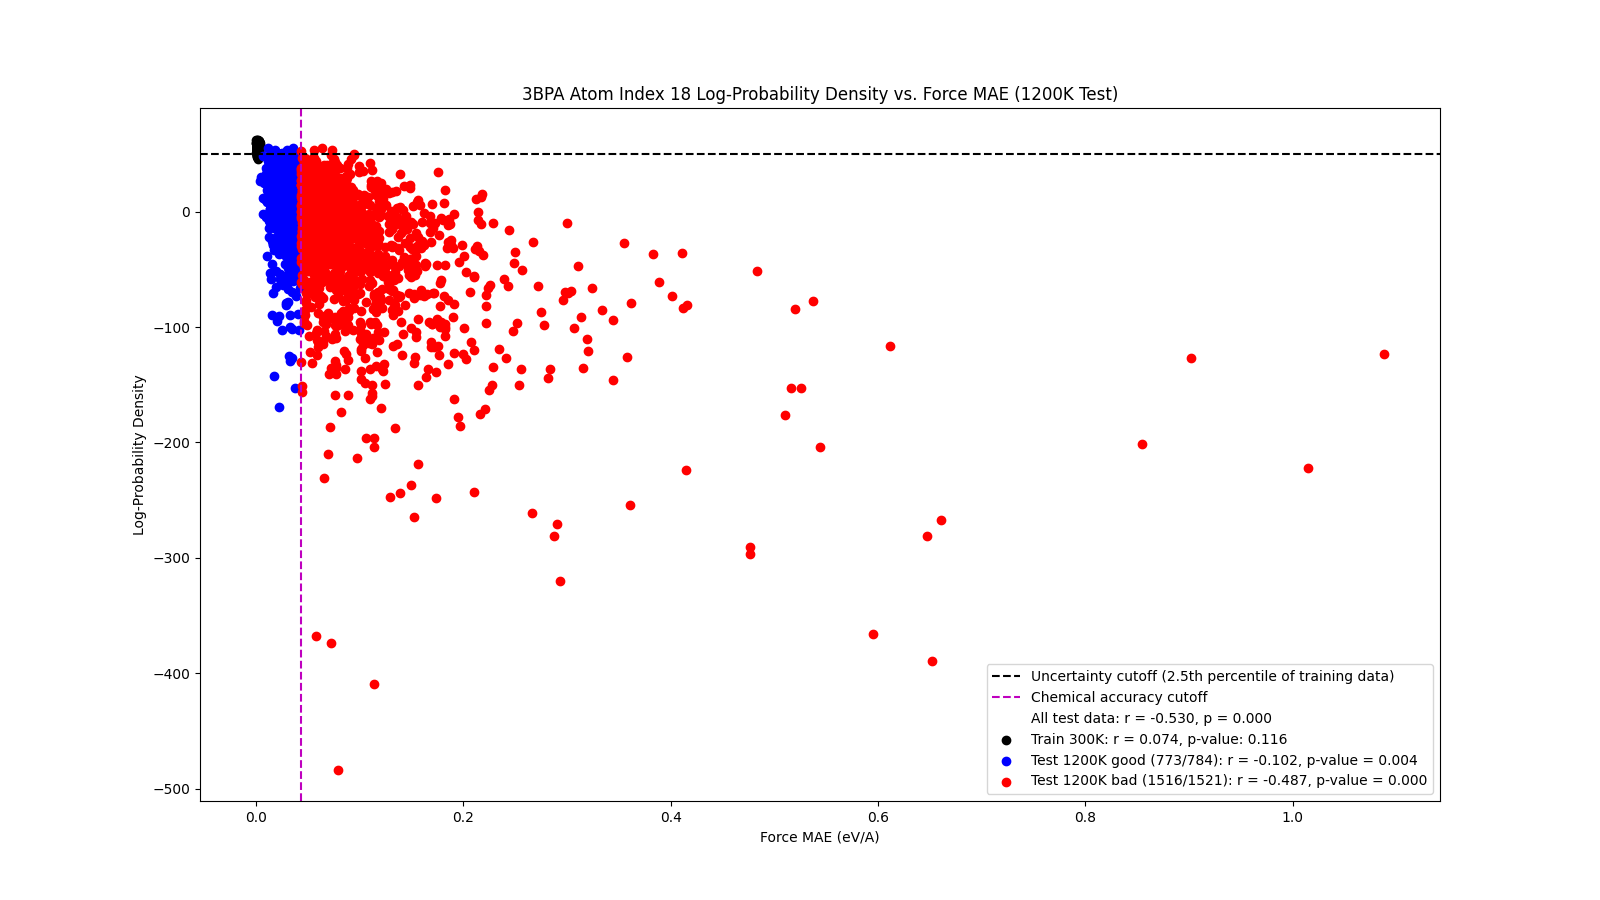 3BPA Atom Index 18 Log-Probability Density vs. Force MAE (1200K Test)
Log-Probability Density
0
−100
−200
−300
−400
−500
0.0
0.2
0.4
0.6
0.8
1.0
Force MAE (eV/A)
Uncertainty cutoff (2.5th percentile of training data)
Chemical accuracy cutoff
All test data: r = -0.530, p = 0.000
Train 300K: r = 0.074, p-value: 0.116
Test 1200K good (773/784): r = -0.102, p-value = 0.004
Test 1200K bad (1516/1521): r = -0.487, p-value = 0.000